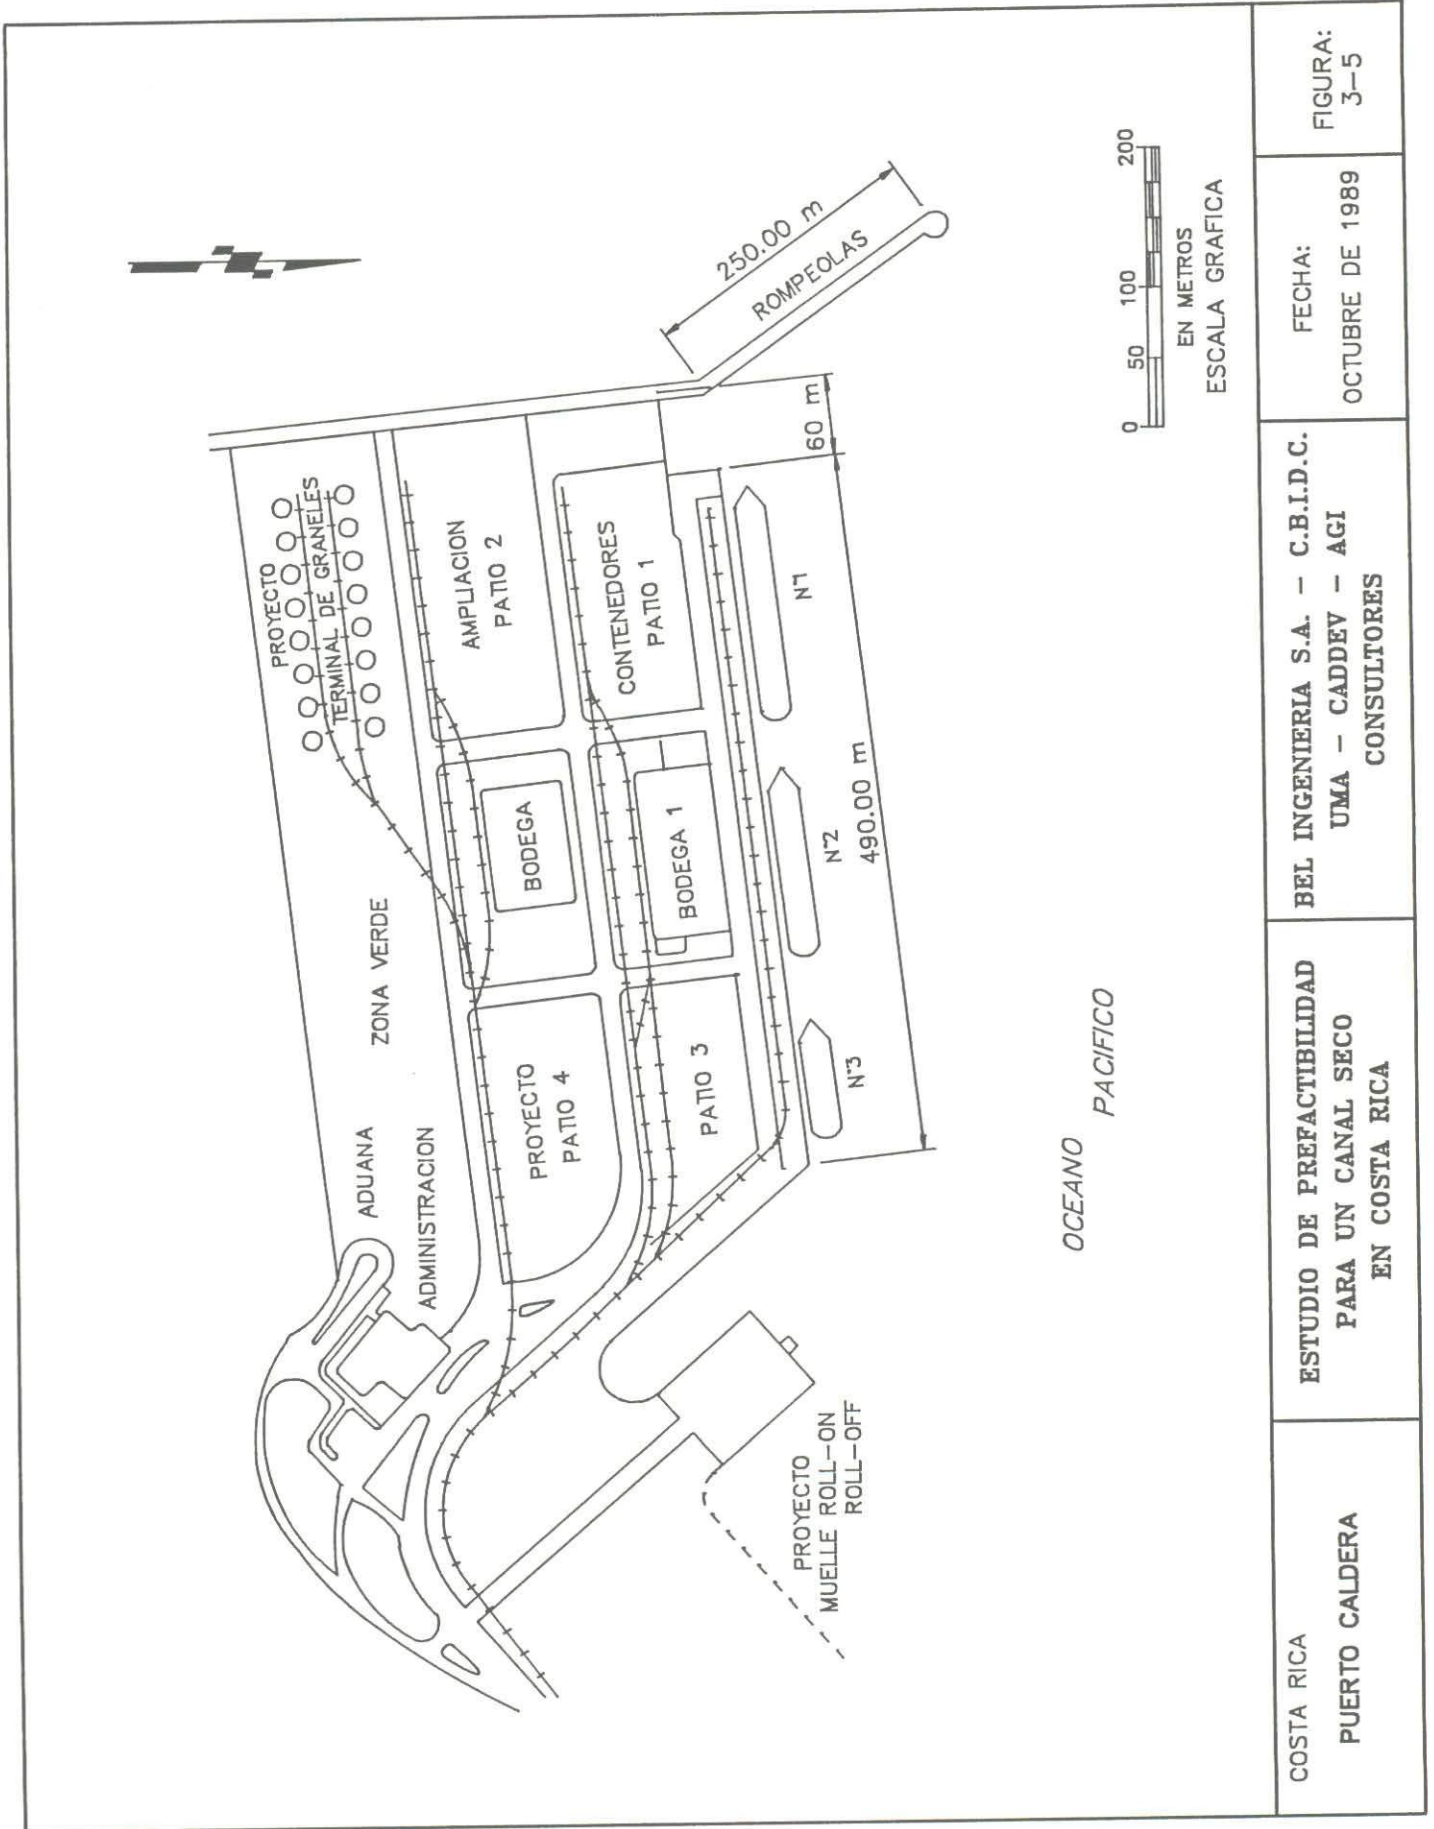 PROYECTO
TERMINAL DE GRANELES
ZONA VERDE
ADUANA
ADMINISTRACION
AMPLIACION
PATIO 2
CONTENEDORES
PATIO 1
BODEGA
BODEGA 1
PROYECTO
PATIO 4
PATIO 3
N°1
N°2
N°3
490.00 m
60 m
250.00 m
ROMPEOLAS
PROYECTO
MUELLE ROLL-ON
ROLL-OFF
OCEANO
PACIFICO
0 50 100 200
EN METROS
ESCALA GRAFICA
COSTA RICA
PUERTO CALDERA
ESTUDIO DE PREFACTIBILIDAD
PARA UN CANAL SECO
EN COSTA RICA
BEL INGENIERIA S.A. - C.B.I.D.C.
UMA - CADDEV - AGI
CONSULTORES
FECHA:
OCTUBRE DE 1989
FIGURA:
3-5